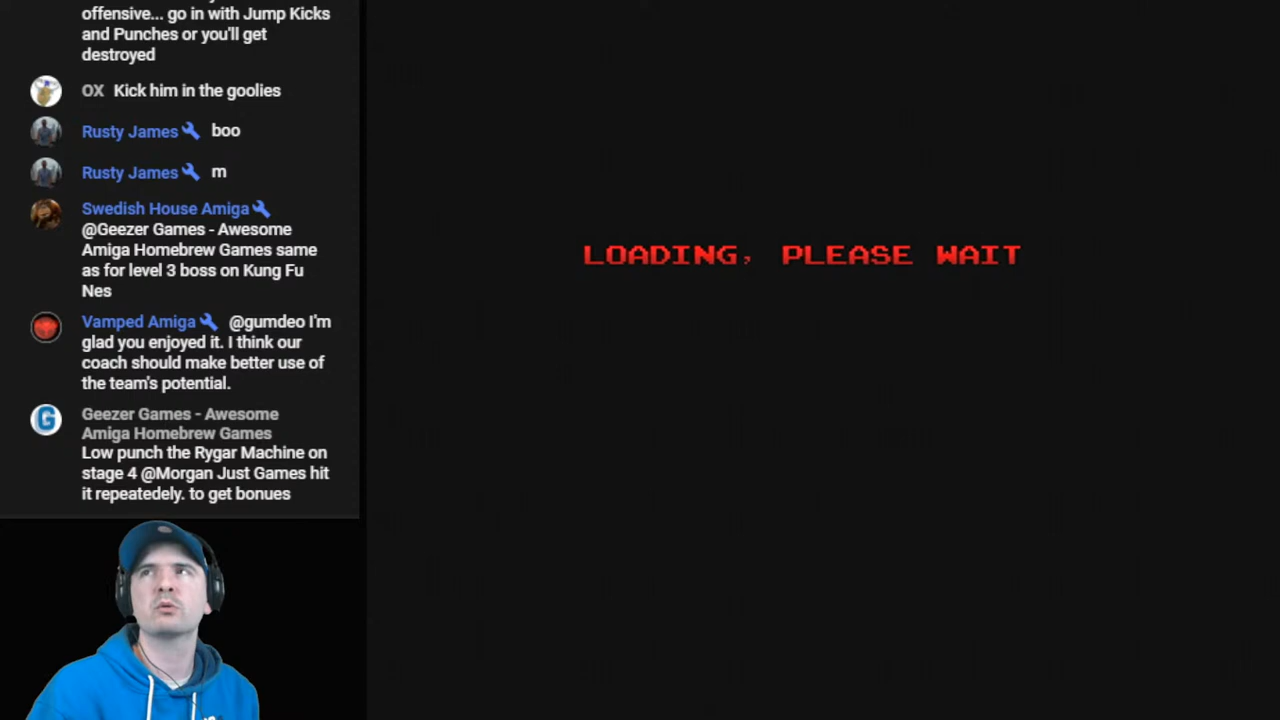 offensive... go in with Jump Kicks
and Punches or you'll get
destroyed
OX Kick him in the goolies
Rusty James boo
Rusty James m
Swedish House Amiga
@Geezer Games - Awesome
Amiga Homebrew Games same
as for level 3 boss on Kung Fu
Nes
Vamped Amiga @gumdeo I'm
glad you enjoyed it. I think our
coach should make better use of
the team's potential.
Geezer Games - Awesome
Amiga Homebrew Games
Low punch the Rygar Machine on
stage 4 @Morgan Just Games hit
it repeatedely. to get bonues
LOADING, PLEASE WAIT